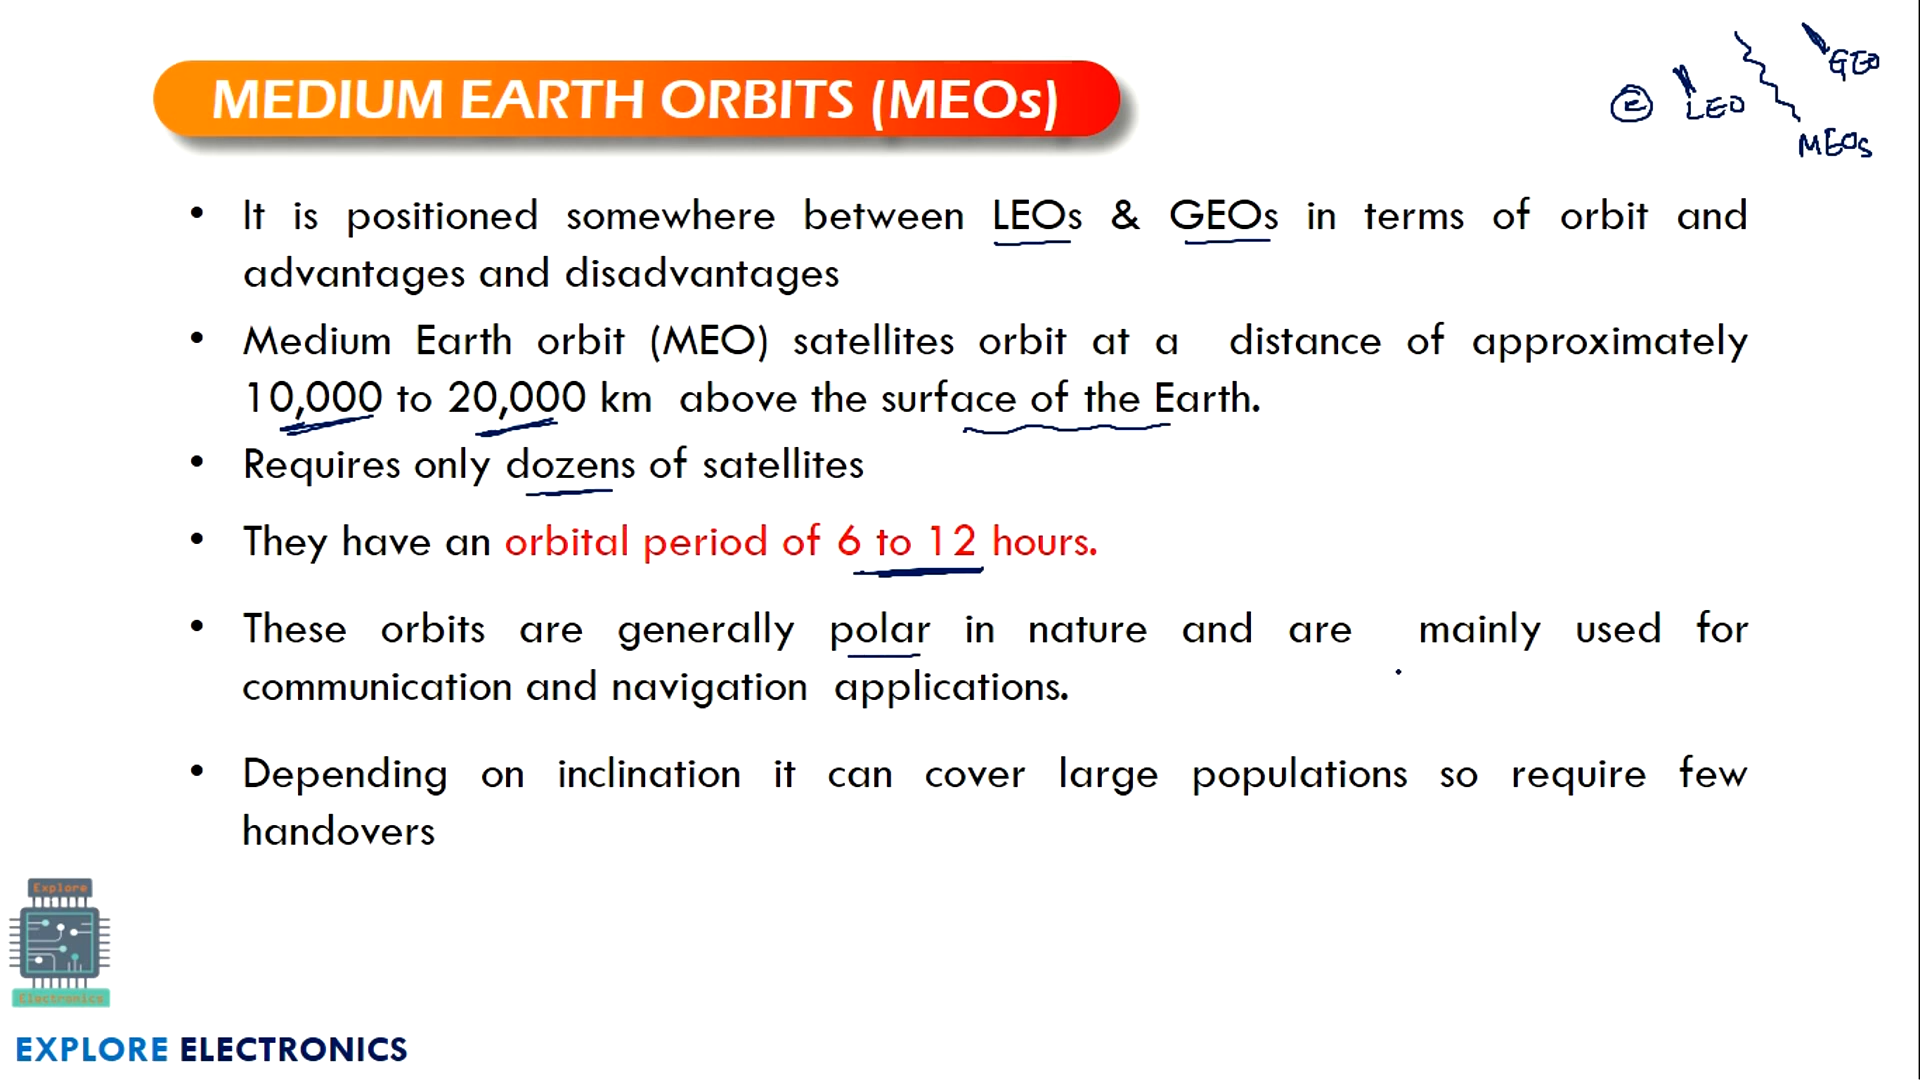 MEDIUM EARTH ORBITS (MEOs)
GEO
E LEO
MEOs
• It is positioned somewhere between LEOs & GEOs in terms of orbit and
advantages and disadvantages
• Medium Earth orbit (MEO) satellites orbit at a distance of approximately
10,000 to 20,000 km above the surface of the Earth.
• Requires only dozens of satellites
• They have an orbital period of 6 to 12 hours.
• These orbits are generally polar in nature and are mainly used for
communication and navigation applications.
• Depending on inclination it can cover large populations so require few
handovers
Explore
Electronics
EXPLORE ELECTRONICS